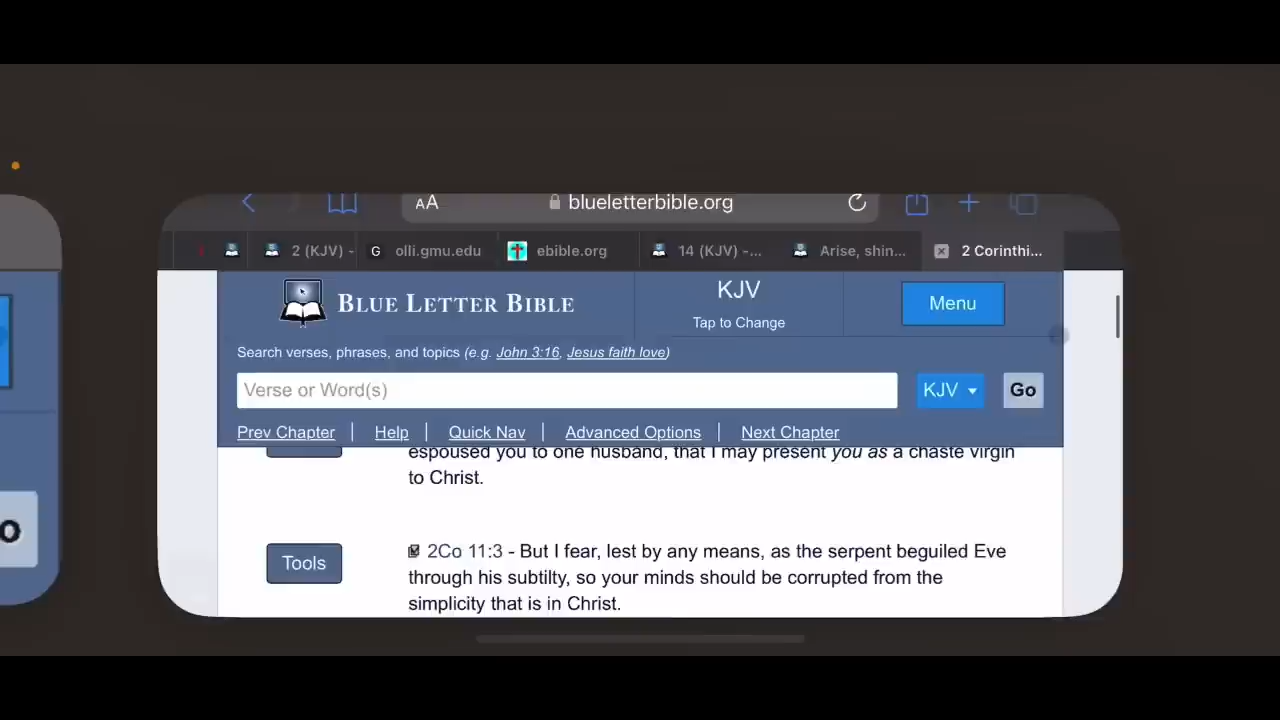 AA blueletterbible.org
2 (KJV) - olli.gmu.edu ebible.org 14 (KJV) -... Arise, shin... 2 Corinthi...
BLUE LETTER BIBLE KJV Menu
Tap to Change
Search verses, phrases, and topics (e.g. John 3:16, Jesus faith love)
Verse or Word(s) KJV Go
Prev Chapter | Help | Quick Nav | Advanced Options | Next Chapter
espoused you to one husband, that I may present you as a chaste virgin
to Christ.
Tools 2Co 11:3 - But I fear, lest by any means, as the serpent beguiled Eve
through his subtilty, so your minds should be corrupted from the
simplicity that is in Christ.